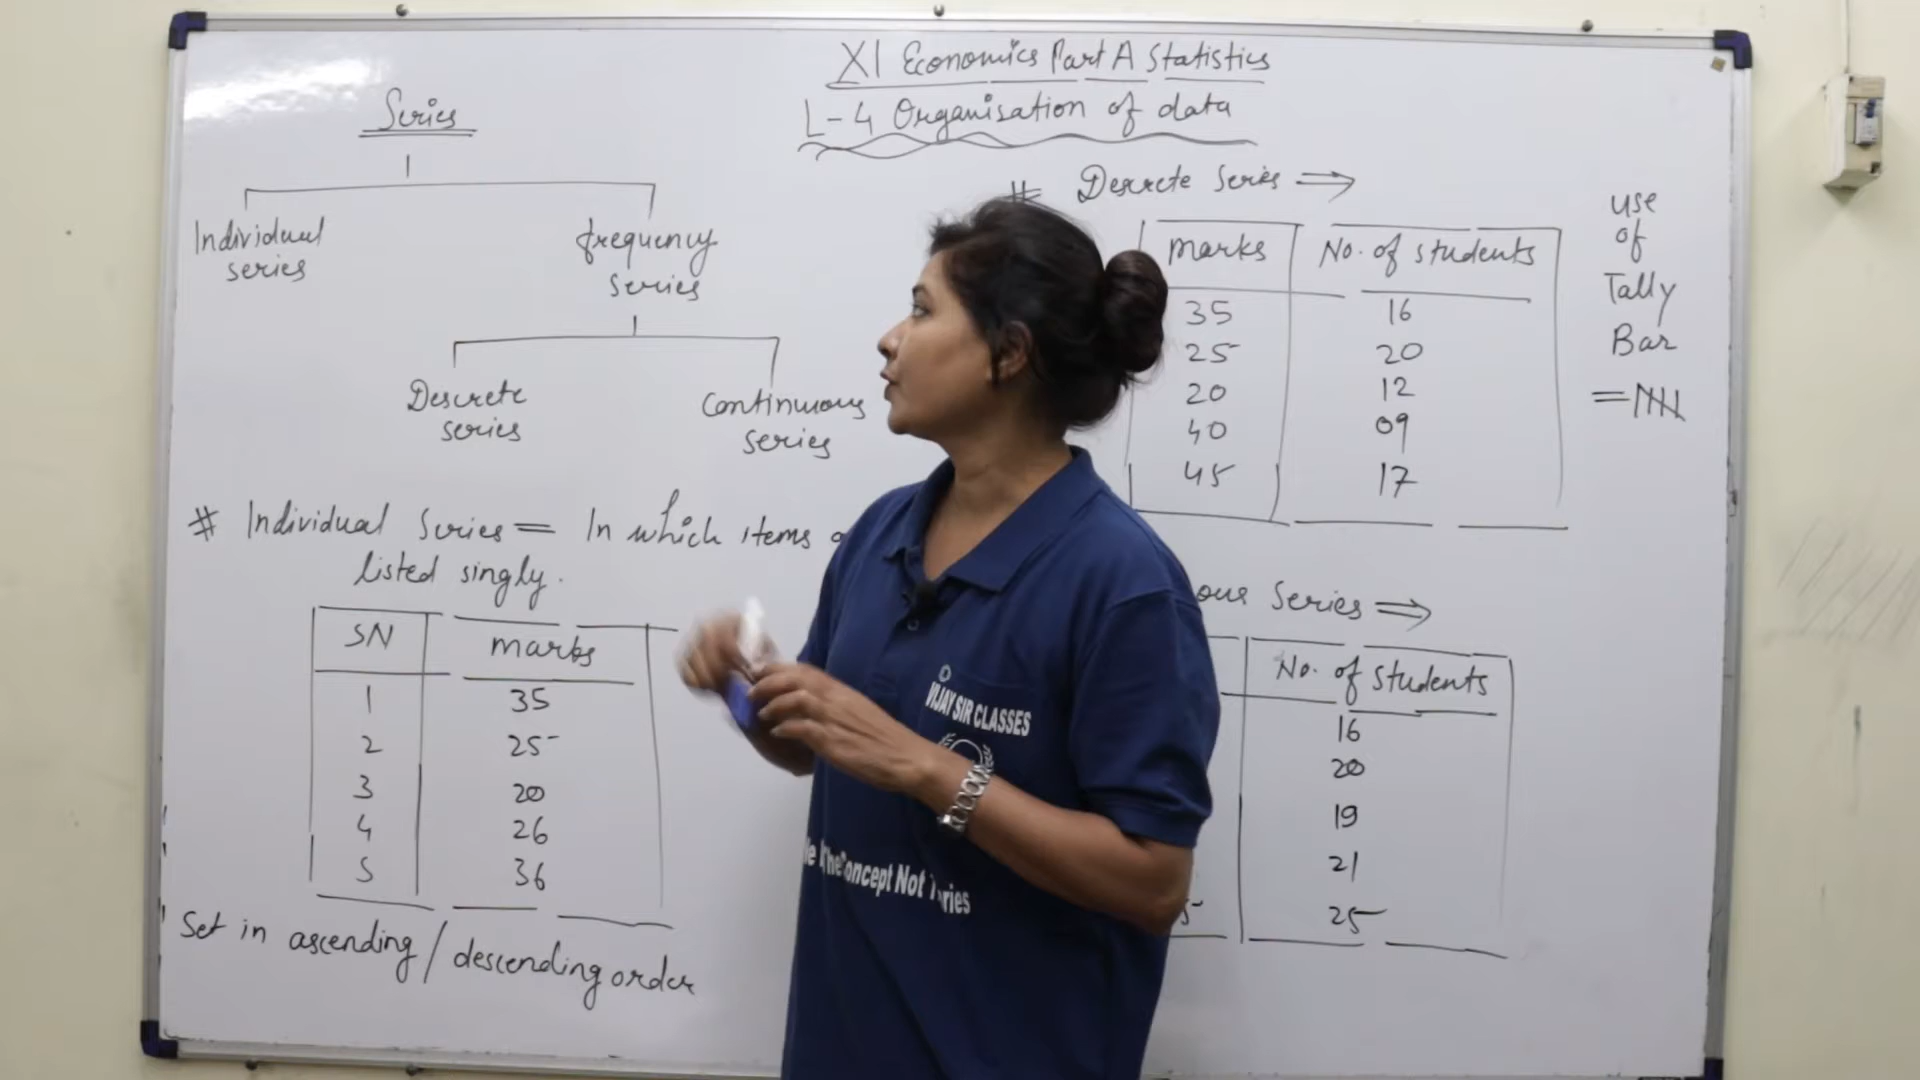 XI Economics Part A Statistics
L-4 Organisation of data
Series
Individual
series
frequency
series
Descrete
series
Continuous
series
# Individual Series = In which items
listed singly.
SN marks
1 35
2 25
3 20
4 26
5 36
Set in ascending / descending order
# Descrete Series ⇒
marks No. of students
35 16
25 20
20 12
40 09
45 17
use
of
Tally
Bar
=
Series ⇒
No. of students
16
20
19
21
25
VIJAY SIR CLASSES
Concept Not